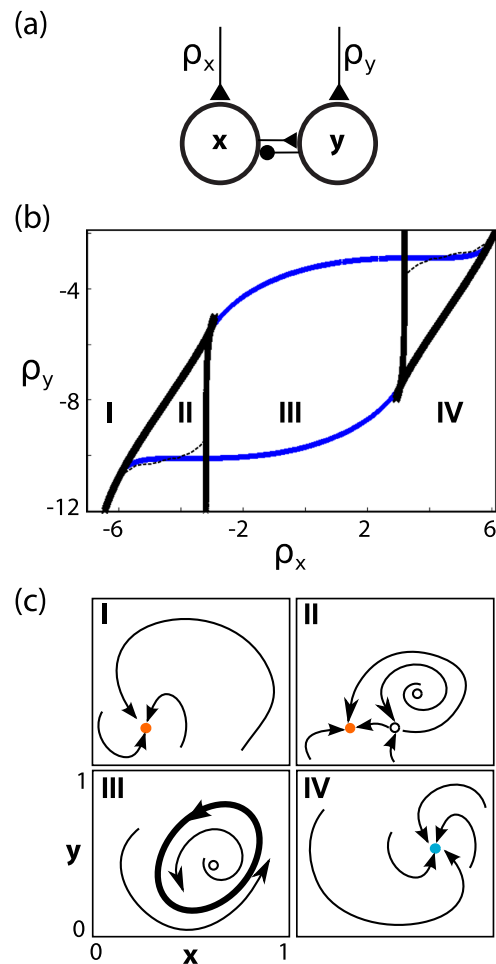 (a)
ρx ρy
x y
(b)
-4
ρy
I II III IV
-8
-12
-6 -2 2 6
ρx
(c)
I II
III IV
1
y
0
0 x 1